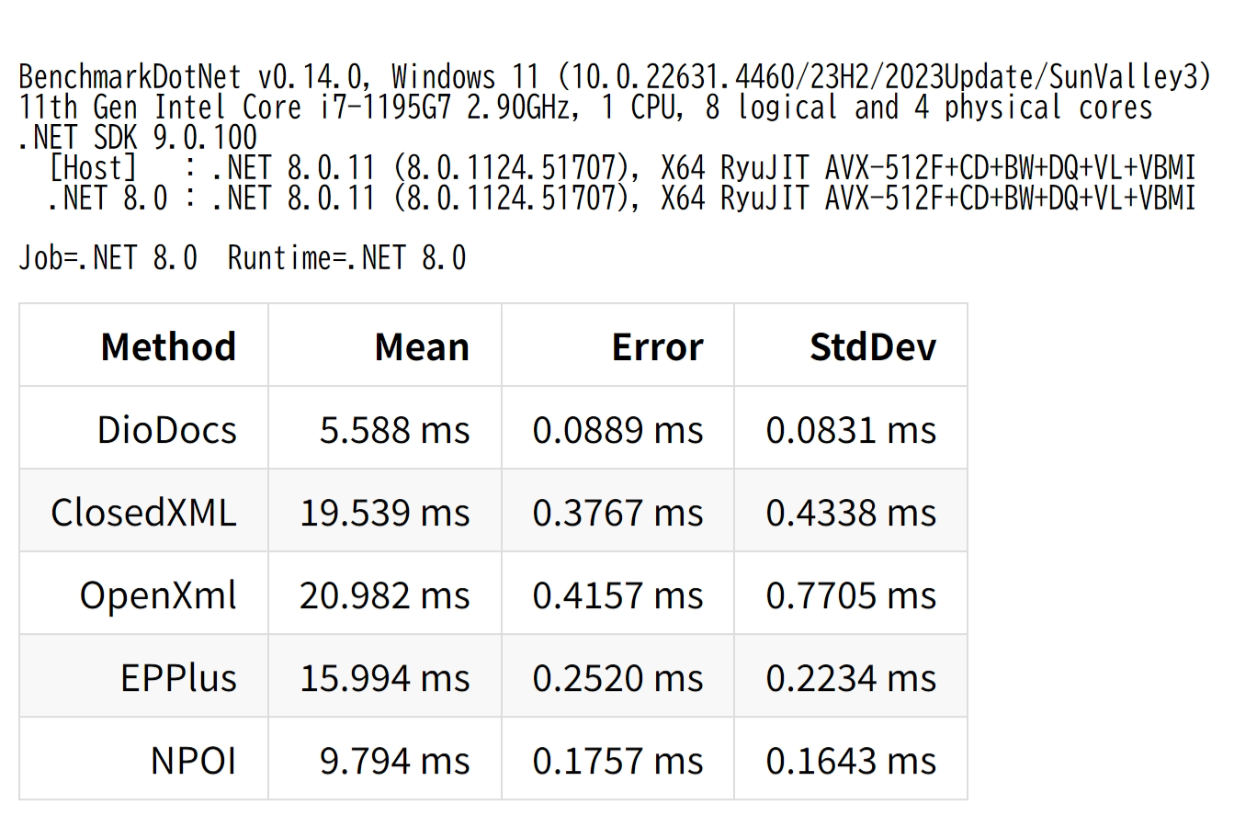 BenchmarkDotNet v0.14.0, Windows 11 (10.0.22631.4460/23H2/2023Update/SunValley3)
11th Gen Intel Core i7-1195G7 2.90GHz, 1 CPU, 8 logical and 4 physical cores
.NET SDK 9.0.100
[Host] : .NET 8.0.11 (8.0.1124.51707), X64 RyuJIT AVX-512F+CD+BW+DQ+VL+VBMI
.NET 8.0 : .NET 8.0.11 (8.0.1124.51707), X64 RyuJIT AVX-512F+CD+BW+DQ+VL+VBMI
Job=.NET 8.0 Runtime=.NET 8.0
Method Mean Error StdDev
DioDocs 5.588 ms 0.0889 ms 0.0831 ms
ClosedXML 19.539 ms 0.3767 ms 0.4338 ms
OpenXml 20.982 ms 0.4157 ms 0.7705 ms
EPPlus 15.994 ms 0.2520 ms 0.2234 ms
NPOI 9.794 ms 0.1757 ms 0.1643 ms